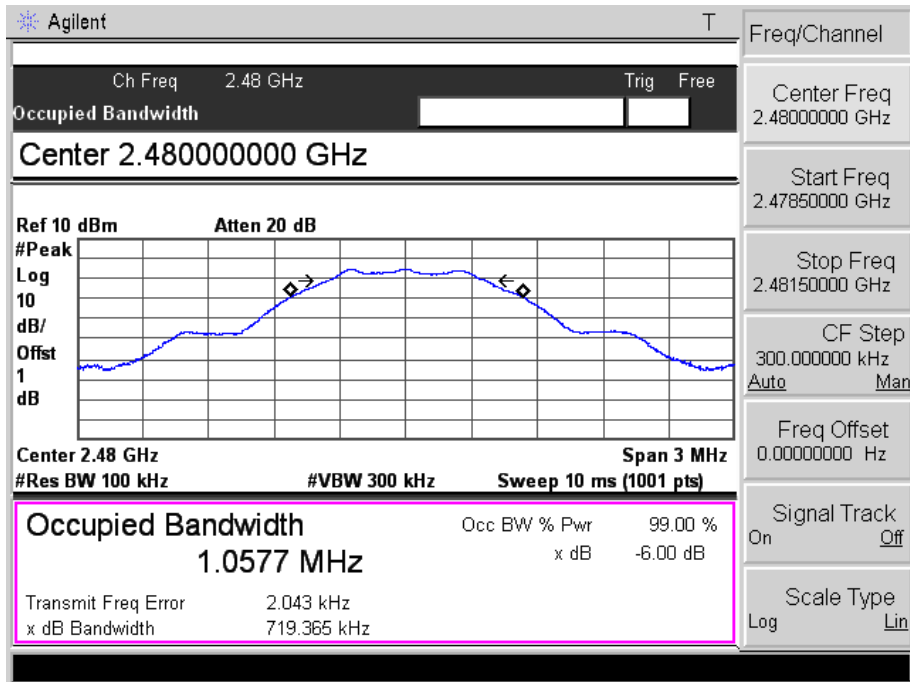 Agilent T
Ch Freq 2.48 GHz Trig Free
Occupied Bandwidth
Center 2.480000000 GHz
Ref 10 dBm Atten 20 dB
#Peak
Log
10
dB/
Offst
1
dB
Center 2.48 GHz Span 3 MHz
#Res BW 100 kHz #VBW 300 kHz Sweep 10 ms (1001 pts)
Occupied Bandwidth
1.0577 MHz
Occ BW % Pwr 99.00 %
x dB -6.00 dB
Transmit Freq Error 2.043 kHz
x dB Bandwidth 719.365 kHz
Freq/Channel
Center Freq
2.48000000 GHz
Start Freq
2.47850000 GHz
Stop Freq
2.48150000 GHz
CF Step
300.000000 kHz
Auto Man
Freq Offset
0.00000000 Hz
Signal Track
On Off
Scale Type
Log Lin